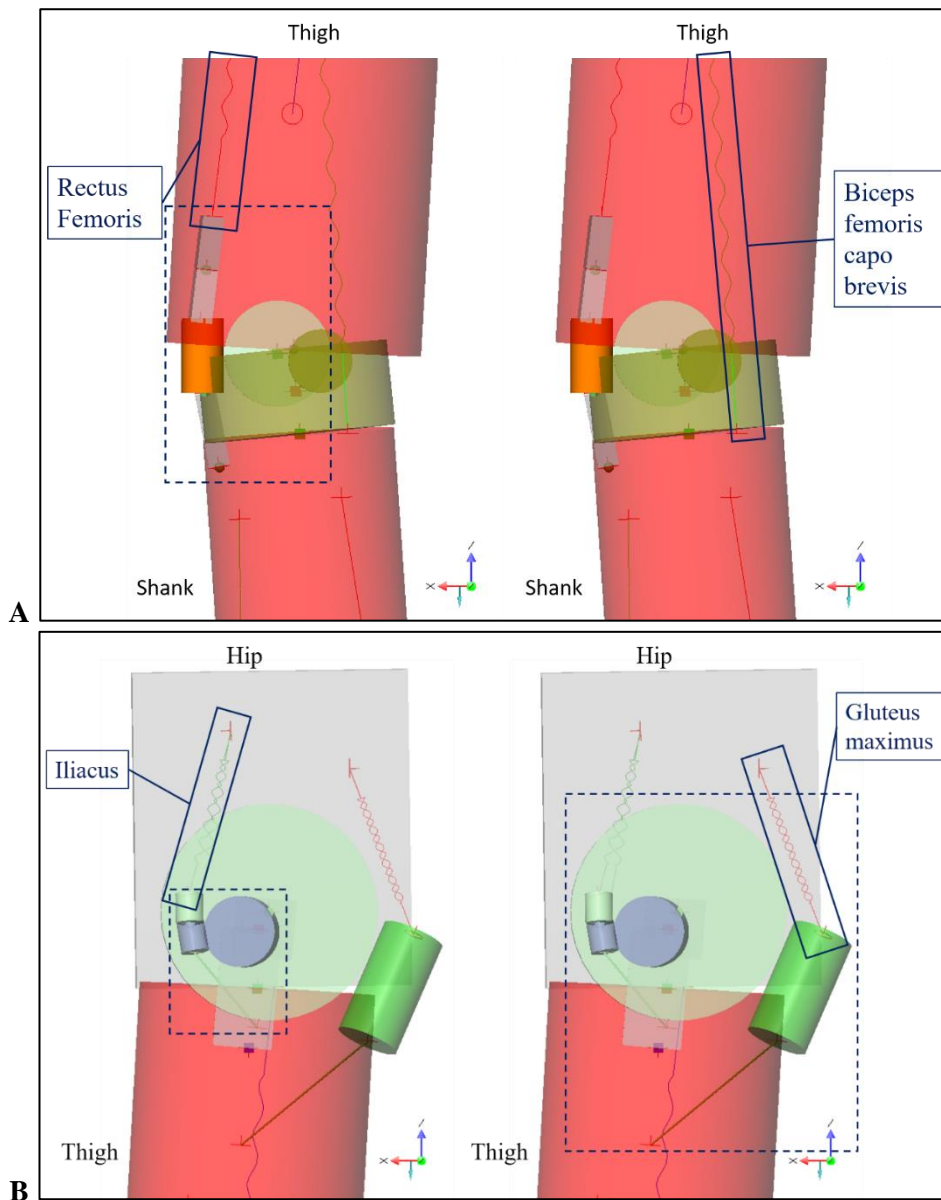 Thigh
Thigh
Rectus
Femoris
Biceps
femoris
capo
brevis
Shank
Shank
A
Hip
Hip
Iliacus
Gluteus
maximus
Thigh
Thigh
B